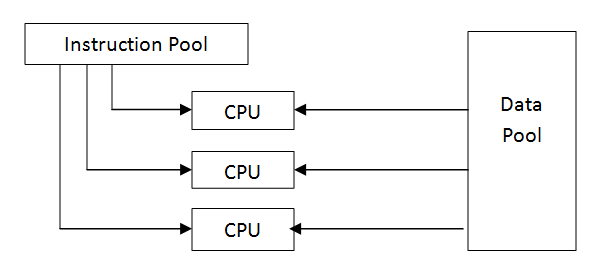 Instruction Pool
CPU
Data
Pool
CPU
CPU